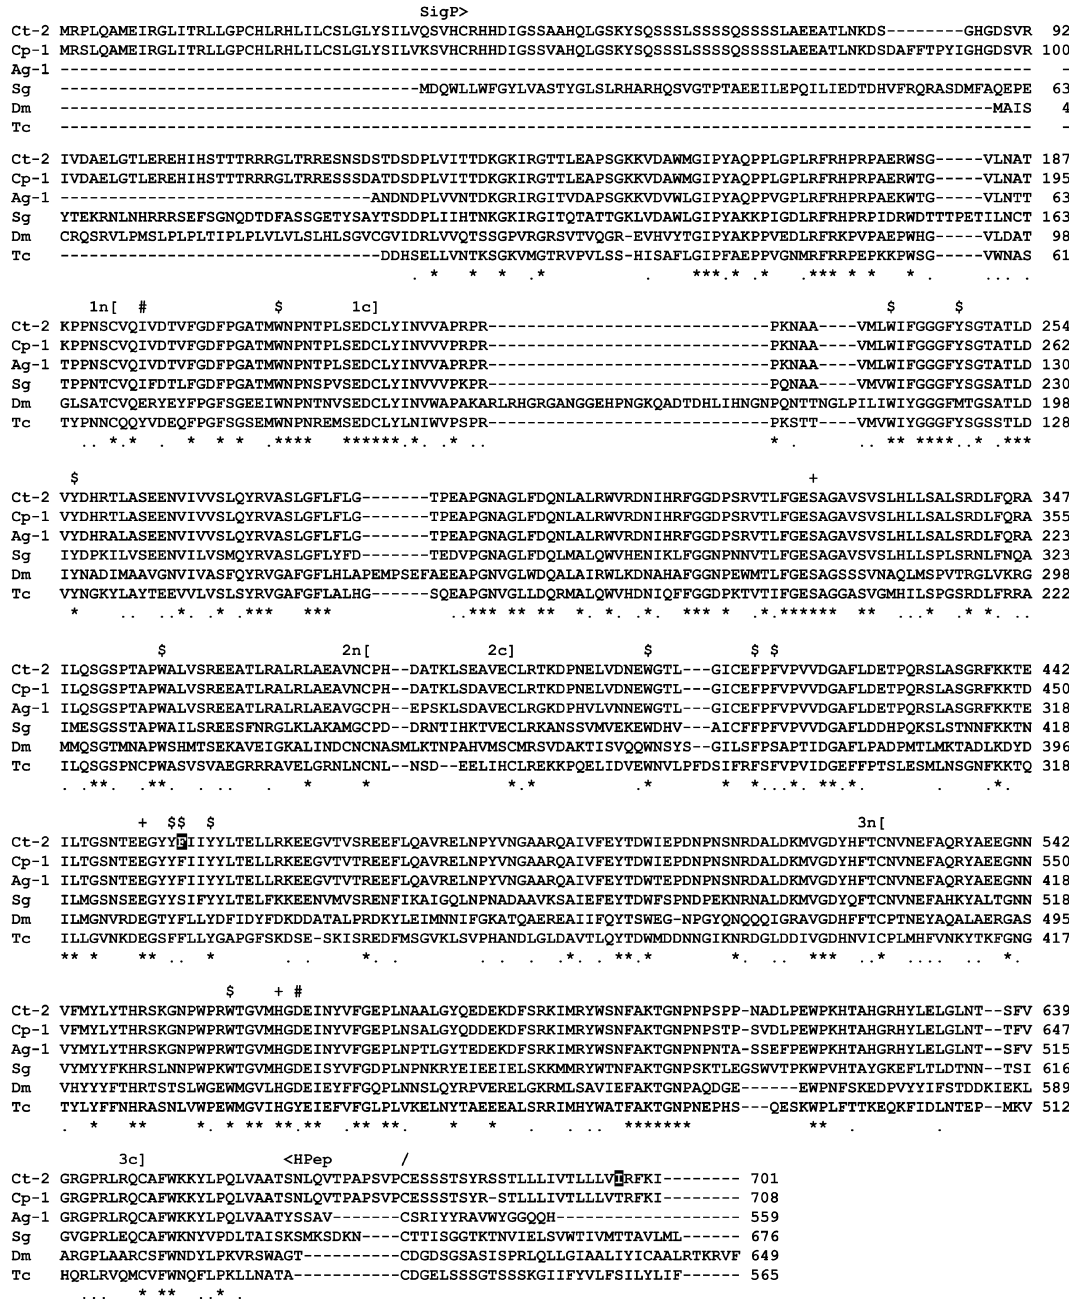 SigP>
Ct-2 MRPLQAMEIRGLITRLLGPCHLRHLILCSLGLYSILVQSVHCRHHDIGSSAAHQLGSKYSQSSSLSSSSQSSSSLAEEATLNKDS--------GHGDSVR 92
Cp-1 MRSLQAMEIRGLITRLLGPCHLRHLILCSLGLYSILVKSVHCRHHDIGSSVAHQLGSKYSQSSSLSSSSQSSSSLAEEATLNKDSDAFFTPYIGHGDSVR 100
Ag-1 ---------------------------------------------------------------------------------------------------- -
Sg -------------------------------------MDQWLLWFGYLVASTYGLSLRHARHQSVGTPTAEEILEPQILIEDTDHVFRQRASDMFAQEPE 63
Dm ------------------------------------------------------------------------------------------------MAIS 4
Tc ---------------------------------------------------------------------------------------------------- -
Ct-2 IVDAELGTLEREHIHSTTTRRRGLTRRESNSDSTDSDPLVITTDKGKIRGTTLEAPSGKKVDAWMGIPYAQPPLGPLRFRHPRPAERWSG-----VLNAT 187
Cp-1 IVDAELGTLEREHIHSTTTRRRGLTRRESSSDATDSDPLVITTDKGKIRGTTLEAPSGKKVDAWMGIPYAQPPLGPLRFRHPRPAERWTG-----VLNAT 195
Ag-1 --------------------------------ANDNDPLVVNTDKGRIRGITVDAPSGKKVDVWLGIPYAQPPVGPLRFRHPRPAEKWTG-----VLNTT 63
Sg YTEKRNLNHRRRSEFSGNQDTDFASSGETYSAYTSDDPLIIHTNKGKIRGITQTATTGKLVDAWLGIPYAKKPIGDLRFRHPRPIDRWDTTTPETILNCT 163
Dm CRQSRVLPMSLPLPLTIPLPLVLVLSLHLSGVCGVIDRLVVQTSSGPVRGRSVTVQGR-EVHVYTGIPYAKPPVEDLRFRKPVPAEPWHG-----VLDAT 98
Tc ---------------------------------DDHSELLVNTKSGKVMGTRVPVLSS--HISAFLGIPFAEPPVGNMRFRRPEPKKPWSG-----VWNAS 61
. * . * . * . *** * . * . *** * * * . .... .
1n[ # $ 1c] $ $
Ct-2 KPPNSCVQIVDTVFGDFPGATMWNPNTPLSEDCLYINVVAPRPR-----------------------------PKNAA----VMLWIFGGGFYSGTATLD 254
Cp-1 KPPNSCVQIVDTVFGDFPGATMWNPNTPLSEDCLYINVVVPRPR-----------------------------PKNAA----VMLWIFGGGFYSGTATLD 262
Ag-1 TPPNSCVQIVDTVFGDFPGATMWNPNTPLSEDCLYINVVAPRPR-----------------------------PKNAA----VMLWIFGGGFYSGTATLD 130
Sg TPPNTCVQIFDTLFGDFPGATMWNPNSPVSEDCLYINVVVPKPR-----------------------------PQNAA----VMVWIFGGGFYSGSATLD 230
Dm GLSATCVQERYEYFPGFSGEEIWNPNTNVSEDCLYINVWAPAKARLRHGRGANGGEHPNGKQADTDHLIHNGNPQNTTNGLPILIWIYGGGFMTGSATLD 198
Tc TYPNNCQQYVDEQFPGFSGSEMWNPNREMSEDCLYLNIWVPSPR-----------------------------PKSTT----VMVWIYGGGFYSGSSTLD 128
.. *.* . * * .**** ******.*. * .. * . ..** ****. *. .***
$ +
Ct-2 VYDHRTLASEENVIVVSLQYRVASLGFLFLG-------TPEAPGNAGLFDQNLALRWVRDNIHRFGGDPSRVTLFGESAGAVSVSLHLLSALSRDLFQRA 347
Cp-1 VYDHRTLASEENVIVVSLQYRVASLGFLFLG-------TPEAPGNAGLFDQNLALRWVRDNIHRFGGDPSRVTLFGESAGAVSVSLHLLSALSRDLFQRA 355
Ag-1 VYDHRALASEENVIVVSLQYRVASLGFLFLG-------TPEAPGNAGLFDQNLALRWVRDNIHRFGGDPSRVTLFGESAGAVSVSLHLLSALSRDLFQRA 223
Sg IYDPKILVSEENVILVSMQYRVASLGFLYFD-------TEDVPGNAGLFDQLMALQWVHENIKLFGGNPNNVTLFGESAGAVSVSLHLLSPLSRNLFNQA 323
Dm IYNADIMAAVGNVIVASFQYRVGAFGFLHLAPEMPSEFAEEAPGNVGLWDQALAIRWLKDNAHAFGGNPEWMTLFGESAGSSSVNAQLMSPVTRGLVKRG 298
Tc VYNGKYLAYTEEVVLVSLSYRVGAFGFLALHG------SQEAPGNVGLLDQRMALQWVHDNIQFFGGDPKTVTIFGESAGGASVGMHILSPGSRDLFRRA 222
* .. ..*. .* *** *** .. *** ** ** .* *. .* ***.* .*.****** ** ..* .* * ..
$ 2n[ 2c] $ $ $
Ct-2 ILQSGSPTAPWALVSREEATLRALRLAEAVNCPH--DATKLSEAVECLRTKDPNELVDNEWGTL---GICEFPFVPVVDGAFLDETPQRSLASGRFKKTE 442
Cp-1 ILQSGSPTAPWALVSREEATLRALRLAEAVNCPH--DATKLSDAVECLRTKDPNELVDNEWGTL---GICEFPFVPVVDGAFLDETPQRSLASGRFKKTD 450
Ag-1 ILQSGSPTAPWALVSREEATLRALRLAEAVGCPH--EPSKLSDAVECLRGKDPHVLVNNEWGTL---GICEFPFVPVVDGAFLDETPQRSLASGRFKKTE 318
Sg IMESGSSTAPWAILSREESFNRGLKLAKAMGCPD--DRNTIHKTVECLRKANSSVMVEKEWDHV---AICFFPFVPVVDGAFLDDHPQKSLSTNNFKKTN 418
Dm MMQSGTMNAPWSHMTSEKAVEIGKALINDCNCNASMLKTNPAHVMSCMRSVDAKTISVQQWNSYS--GILSFPSAPTIDGAFLPADPMTLMKTADLKDYD 396
Tc ILQSGSPNCPWASVSVAEGRRRAVELGRNLNCNL--NSD--EELIHCLREKKPQELIDVEWNVLPFDSIFRFSFVPVIDGEFFPTSLESMLNSGNFKKTQ 318
. .**. . **. . . . * . * *.* . * . * . * .** *. . . *.
+ $$ $ 3n[
Ct-2 ILTGSNTEEGYYFIIYYLTELLRKEEGVTVSREEFLQAVRELNPYVNGAARQAIVFEYTDWIEPDNPNSNRDALDKMVGDYHFTCNVNEFAQRYAEEGNN 542
Cp-1 ILTGSNTEEGYYFIIYYLTELLRKEEGVTVTREEFLQAVRELNPYVNGAARQAIVFEYTDWIEPDNPNSNRDALDKMVGDYHFTCNVNEFAQRYAEEGNN 550
Ag-1 ILTGSNTEEGYYFIIYYLTELLRKEEGVTVTREEFLQAVRELNPYVNGAARQAIVFEYTDWTEPDNPNSNRDALDKMVGDYHFTCNVNEFAQRYAEEGNN 418
Sg ILMGSNSEEGYYSIFYYLTELFKKEENVMVSRENFIKAIGQLNPNADAAVKSAIEFEYTDWFSPNDPEKNRNALDKMVGDYQFTCNVNEFAHKYALTGNN 518
Dm ILMGNVRDEGTYFLLYDFIDYFDKDDATALPRDKYLEIMNNIFGKATQAEREAIIFQYTSWEG-NPGYQNQQQIGRAVGDHFFTCPTNEYAQALAERGAS 495
Tc ILLGVNKDEGSFFLLYGAPGFSKDSE-SKISREDFMSGVKLSVPHANDLGLDAVTLQYTDWMDDNNGIKNRDGLDDIVGDHNVICPLMHFVNKYTKFGNG 417
** * ** .. * . . *. . . . . *. .**.* *. . .***. .* . . . *.
$ + #
Ct-2 VFMYLYTHRSKGNPWPRWTGVMHGDEINYVFGEPLNAALGYQEDEKDFSRKIMRYWSNFAKTGNPNPSPP-NADLPEWPKHTAHGRHYLELGLNT--SFV 639
Cp-1 VFMYLYTHRSKGNPWPRWTGVMHGDEINYVFGEPLNSALGYQDDEKDFSRKIMRYWSNFAKTGNPNPSTP-SVDLPEWPKHTAHGRHYLELGLNT--TFV 647
Ag-1 VYMYLYTHRSKGNPWPRWTGVMHGDEINYVFGEPLNPTLGYTEDEKDFSRKIMRYWSNFAKTGNPNPNTA-SSEFPEWPKHTAHGRHYLELGLNT--SFV 515
Sg VYMYYFKHRSLNNPWPKWTGVMHGDEISYVFGDPLNPNKRYEIEEIELSKKMMRYWTNFAKTGNPSKTLEGSWVTPKWPVHTAYGKEFLTLDTNN--TSI 616
Dm VHYYYFTHRTSTSLWGEWMGVLHGDEIEYFFGQPLNNSLQYRPVERELGKRMLSAVIEFAKTGNPAQDGE------EWPNFSKEDPVYYIFSTDDKIEKL 589
Tc TYLYFFNHRASNLVWPEWMGVIHGYEIEFVFGLPLVKELNYTAEEEALSRRIMHYWATFAKTGNPNEPHS---QESKWPLFTTKEQKFIDLNTEP--MKV 512
. * ** * * ** ** ** .** ** * * . . . ******* ** . .
3c] <HPep /
Ct-2 GRGPRLRQCAFWKKYLPQLVAATSNLQVTPAPSVPCESSSTSYRSSTLLLIVTLLLVIRFKI-------- 701
Cp-1 GRGPRLRQCAFWKKYLPQLVAATSNLQVTPAPSVPCESSSTSYR-STLLLIVTLLLVTRFKI-------- 708
Ag-1 GRGPRLRQCAFWKKYLPQLVAATYSSAV-------CSRIYYRAVWYGGQQH------------------- 559
Sg GVGPRLEQCAFWKNYVPDLTAISKSMKSDKN----CTTISGGTKTNVIELSVWTIVMTTAVLML------ 676
Dm ARGPLAARCSFWNDYLPKVRSWAGT----------CDGDSGSASISPRLQLLGIAALIYICAALRTKRVF 649
Tc HQRLRVQMCVFWNQFLPKLLNATA-----------CDGELSSSGTSSSKGIIFYVLFSILYLIF------ 565
... * ** ..* .